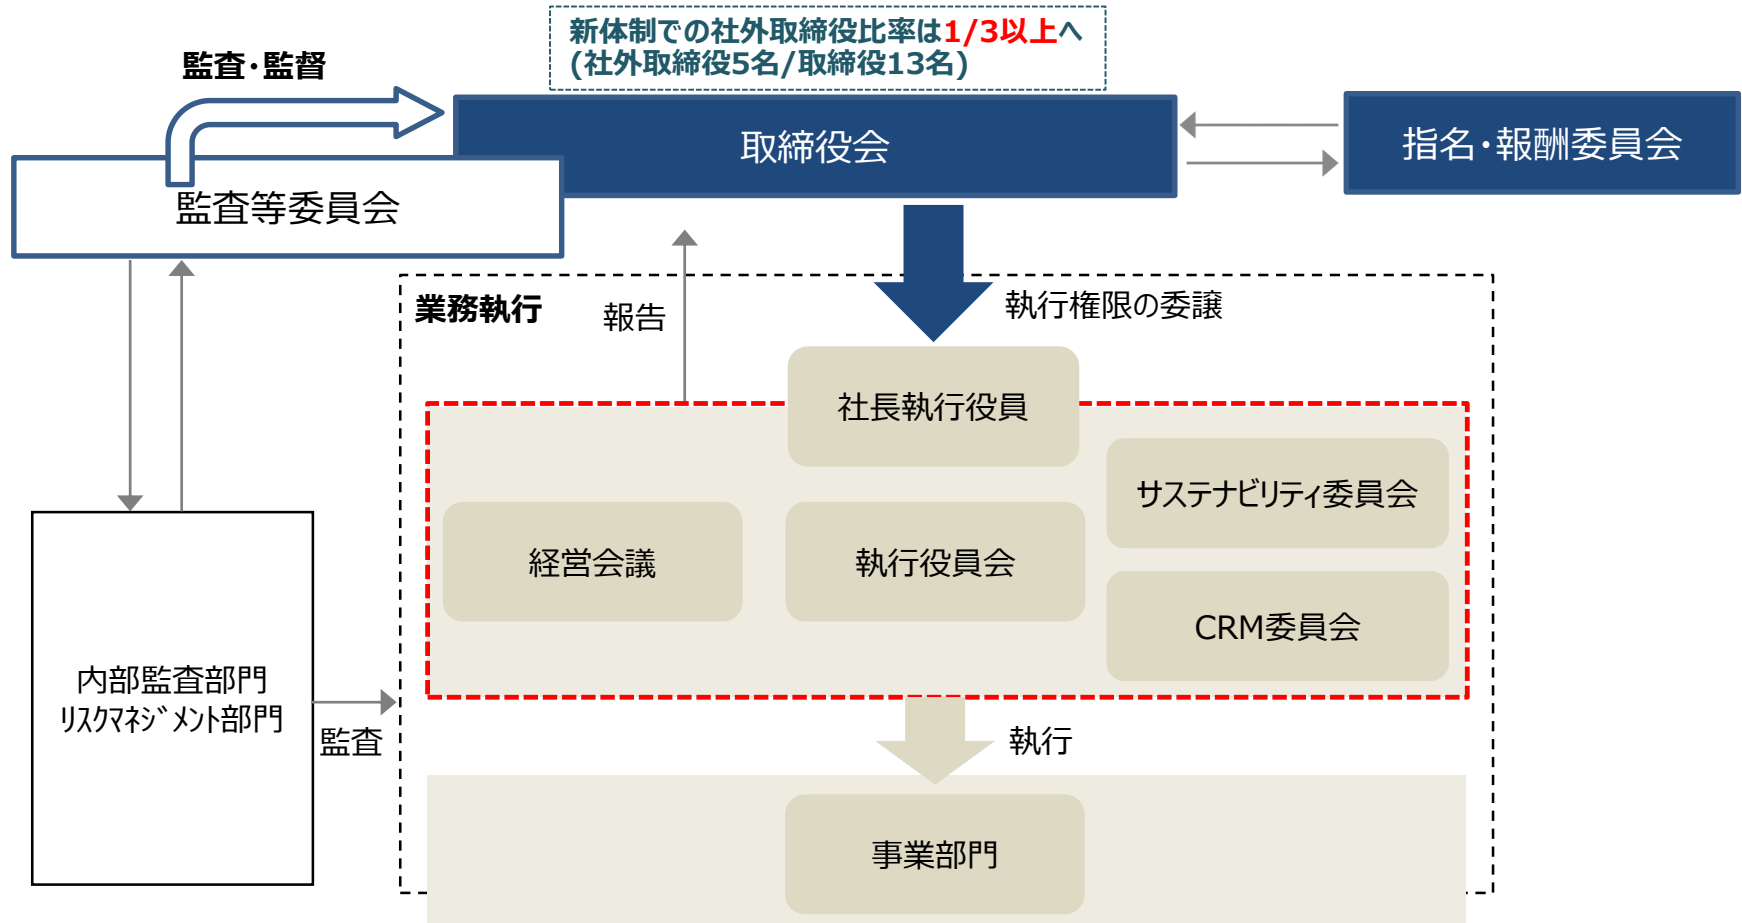 新体制での社外取締役比率は1/3以上へ
(社外取締役5名/取締役13名)
監査・監督
取締役会
指名・報酬委員会
監査等委員会
業務執行
報告
執行権限の委譲
社長執行役員
サステナビリティ委員会
経営会議
執行役員会
CRM委員会
内部監査部門
リスクマネジメント部門
監査
執行
事業部門